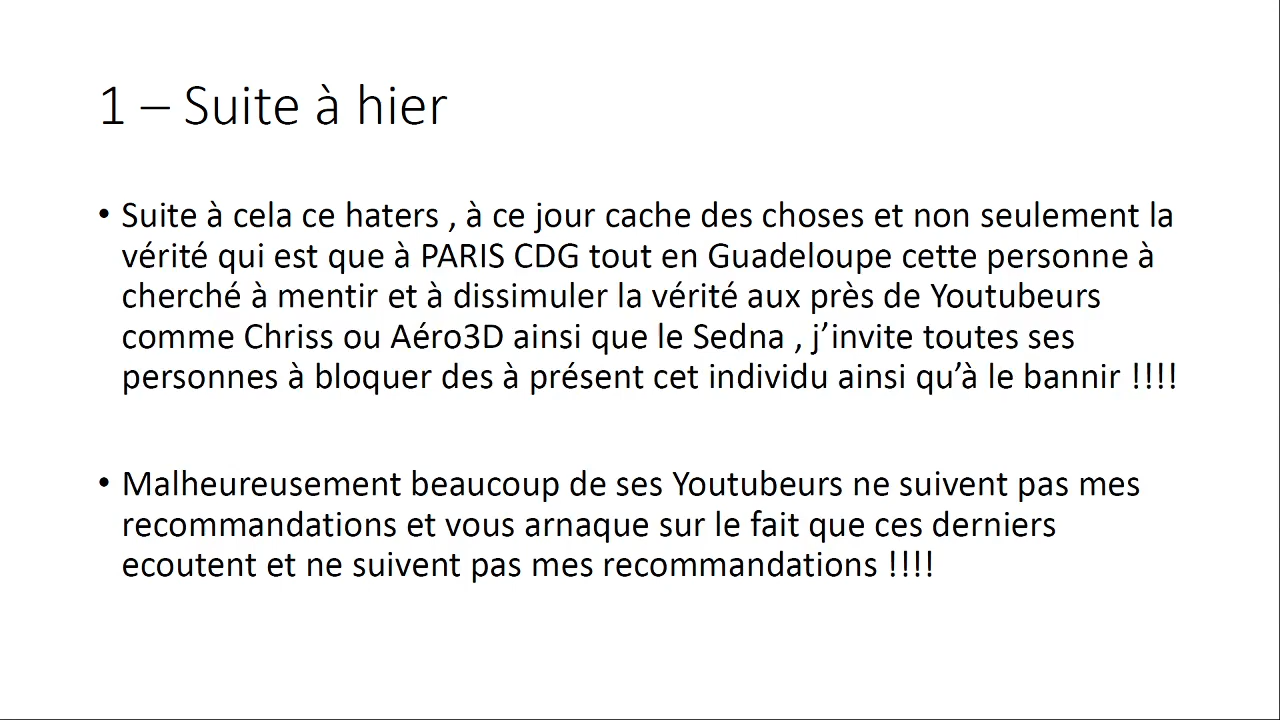 1 – Suite à hier
• Suite à cela ce haters , à ce jour cache des choses et non seulement la
vérité qui est que à PARIS CDG tout en Guadeloupe cette personne à
cherché à mentir et à dissimuler la vérité aux près de Youtubeurs
comme Chriss ou Aéro3D ainsi que le Sedna , j’invite toutes ses
personnes à bloquer des à présent cet individu ainsi qu’à le bannir !!!!
• Malheureusement beaucoup de ses Youtubeurs ne suivent pas mes
recommandations et vous arnaque sur le fait que ces derniers
ecoutent et ne suivent pas mes recommandations !!!!